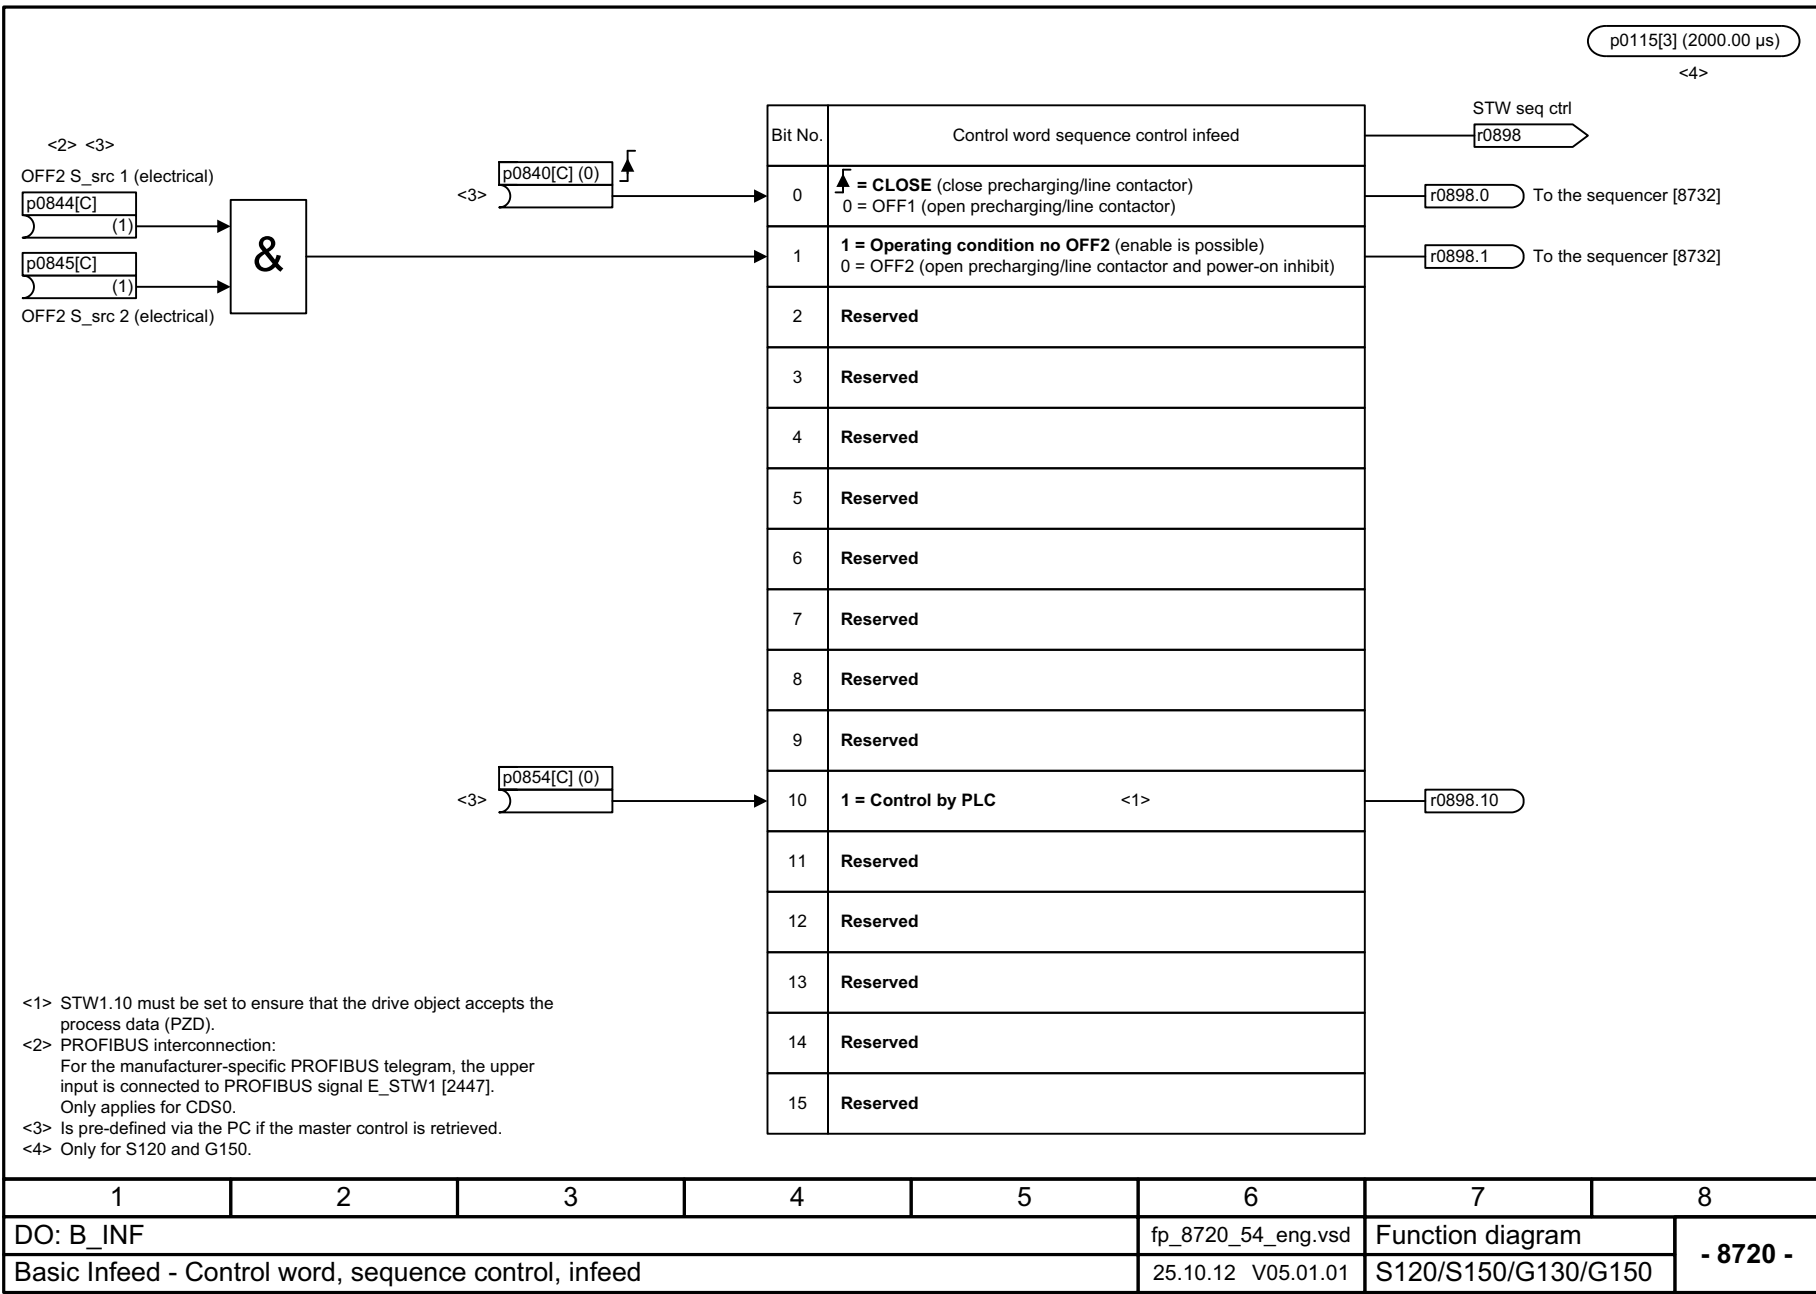 p0115[3] (2000.00 µs)
<4>
STW seq ctrl
r0898
Bit No.
Control word sequence control infeed
<2> <3>
OFF2 S_src 1 (electrical)
p0844[C]
(1)
&
p0845[C]
(1)
OFF2 S_src 2 (electrical)
<3>
p0840[C] (0)
0
= CLOSE (close precharging/line contactor)
0 = OFF1 (open precharging/line contactor)
r0898.0
To the sequencer [8732]
1
1 = Operating condition no OFF2 (enable is possible)
0 = OFF2 (open precharging/line contactor and power-on inhibit)
r0898.1
To the sequencer [8732]
2
Reserved
3
Reserved
4
Reserved
5
Reserved
6
Reserved
7
Reserved
8
Reserved
9
Reserved
<3>
p0854[C] (0)
10
1 = Control by PLC
<1>
r0898.10
11
Reserved
12
Reserved
13
Reserved
14
Reserved
15
Reserved
<1> STW1.10 must be set to ensure that the drive object accepts the
process data (PZD).
<2> PROFIBUS interconnection:
For the manufacturer-specific PROFIBUS telegram, the upper
input is connected to PROFIBUS signal E_STW1 [2447].
Only applies for CDS0.
<3> Is pre-defined via the PC if the master control is retrieved.
<4> Only for S120 and G150.
1
2
3
4
5
6
7
8
DO: B_INF
fp_8720_54_eng.vsd
Function diagram
- 8720 -
Basic Infeed - Control word, sequence control, infeed
25.10.12 V05.01.01
S120/S150/G130/G150